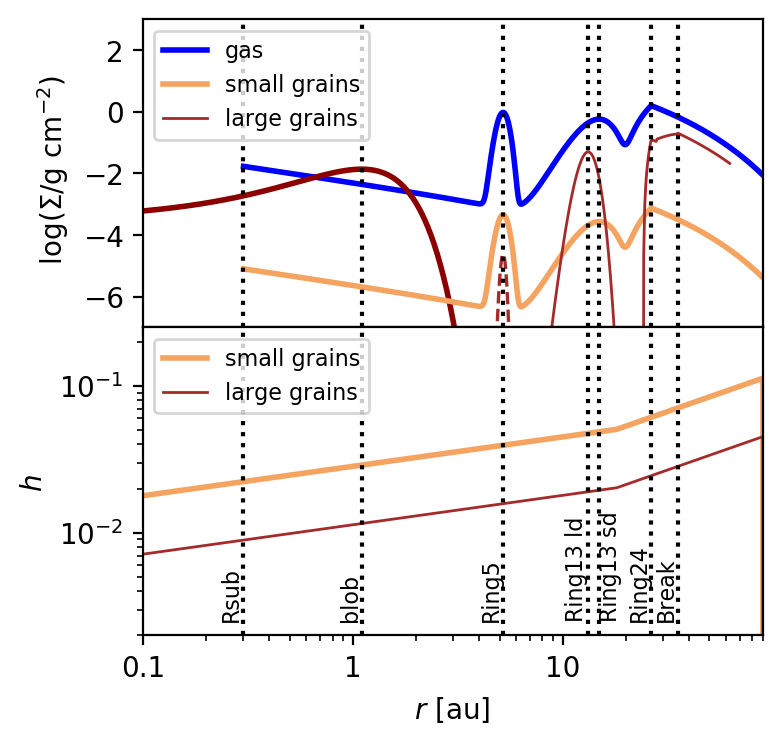 2
0
−2
−4
−6
log(Σ/g cm⁻²)
gas
small grains
large grains
10⁻¹
10⁻²
h
small grains
large grains
Rsub
blob
Ring5
Ring13 ld
Ring13 sd
Ring24
Break
0.1
1
10
r [au]